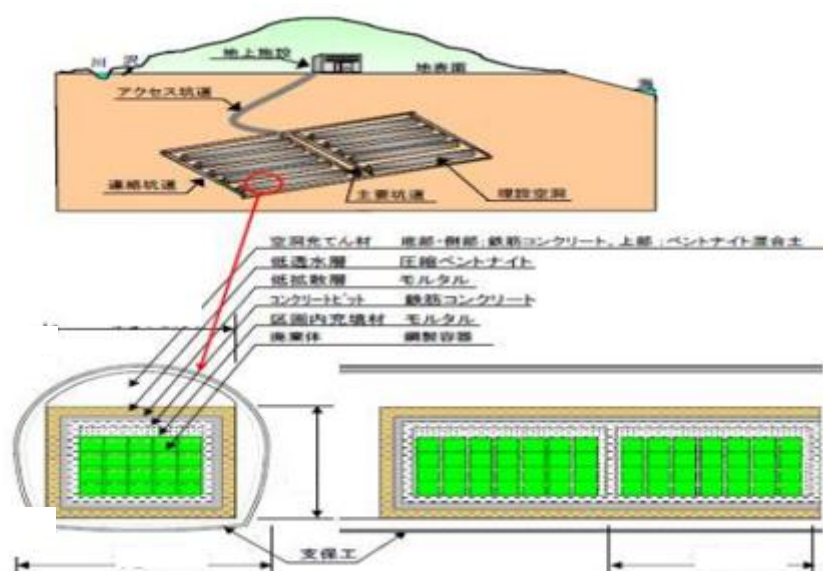 川 沢 地上施設 地表面 海
アクセス坑道
連絡坑道 主要坑道 埋設空洞
空洞充てん材 底部・側部:鉄筋コンクリート、上部:ベントナイト混合土
低透水層 圧縮ベントナイト
低拡散層 モルタル
コンクリートピット 鉄筋コンクリート
区画内充填材 モルタル
廃棄体 鋼製容器
支保工